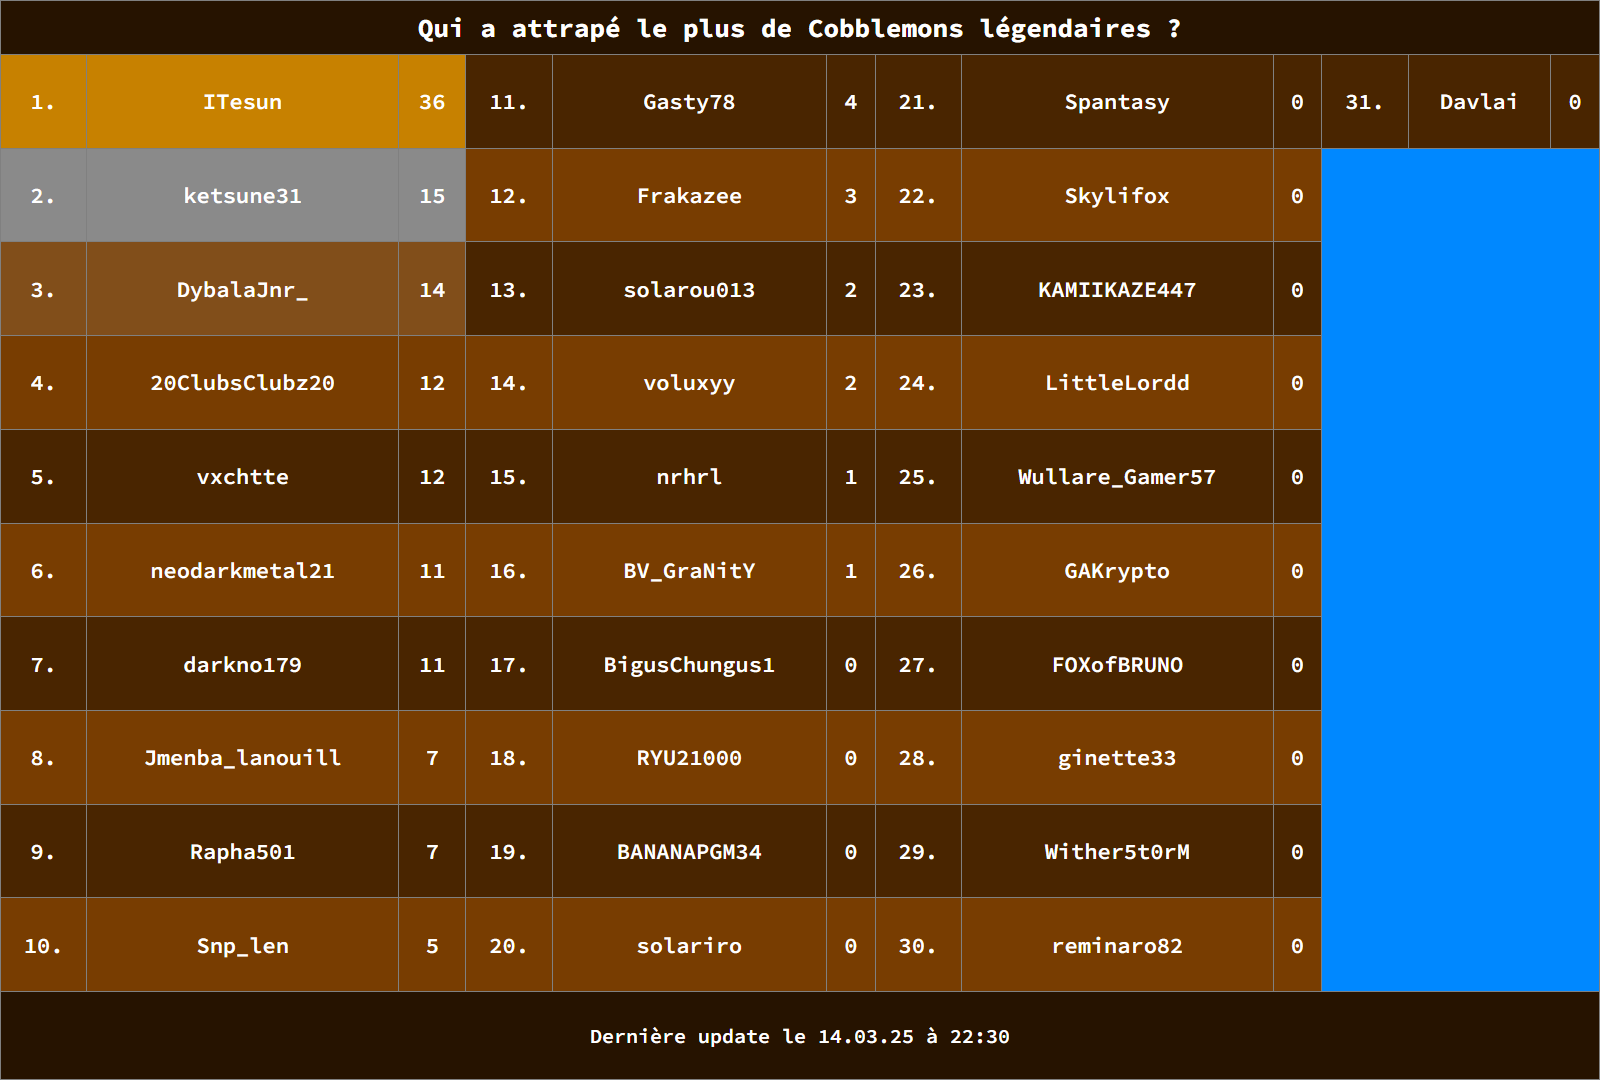 Qui a attrapé le plus de Cobblemons légendaires ?
1. ITesun 36 11. Gasty78 4 21. Spantasy 0 31. Davlai 0
2. ketsune31 15 12. Frakazee 3 22. Skylifox 0
3. DybalaJnr_ 14 13. solarou013 2 23. KAMIIKAZE447 0
4. 20ClubsClubz20 12 14. voluxyy 2 24. LittleLordd 0
5. vxchtte 12 15. nrhrl 1 25. Wullare_Gamer57 0
6. neodarkmetal21 11 16. BV_GraNitY 1 26. GAKrypto 0
7. darkno179 11 17. BigusChungus1 0 27. FOXofBRUNO 0
8. Jmenba_lanouill 7 18. RYU21000 0 28. ginette33 0
9. Rapha501 7 19. BANANAPGM34 0 29. Wither5t0rM 0
10. Snp_len 5 20. solariro 0 30. reminaro82 0
Dernière update le 14.03.25 à 22:30